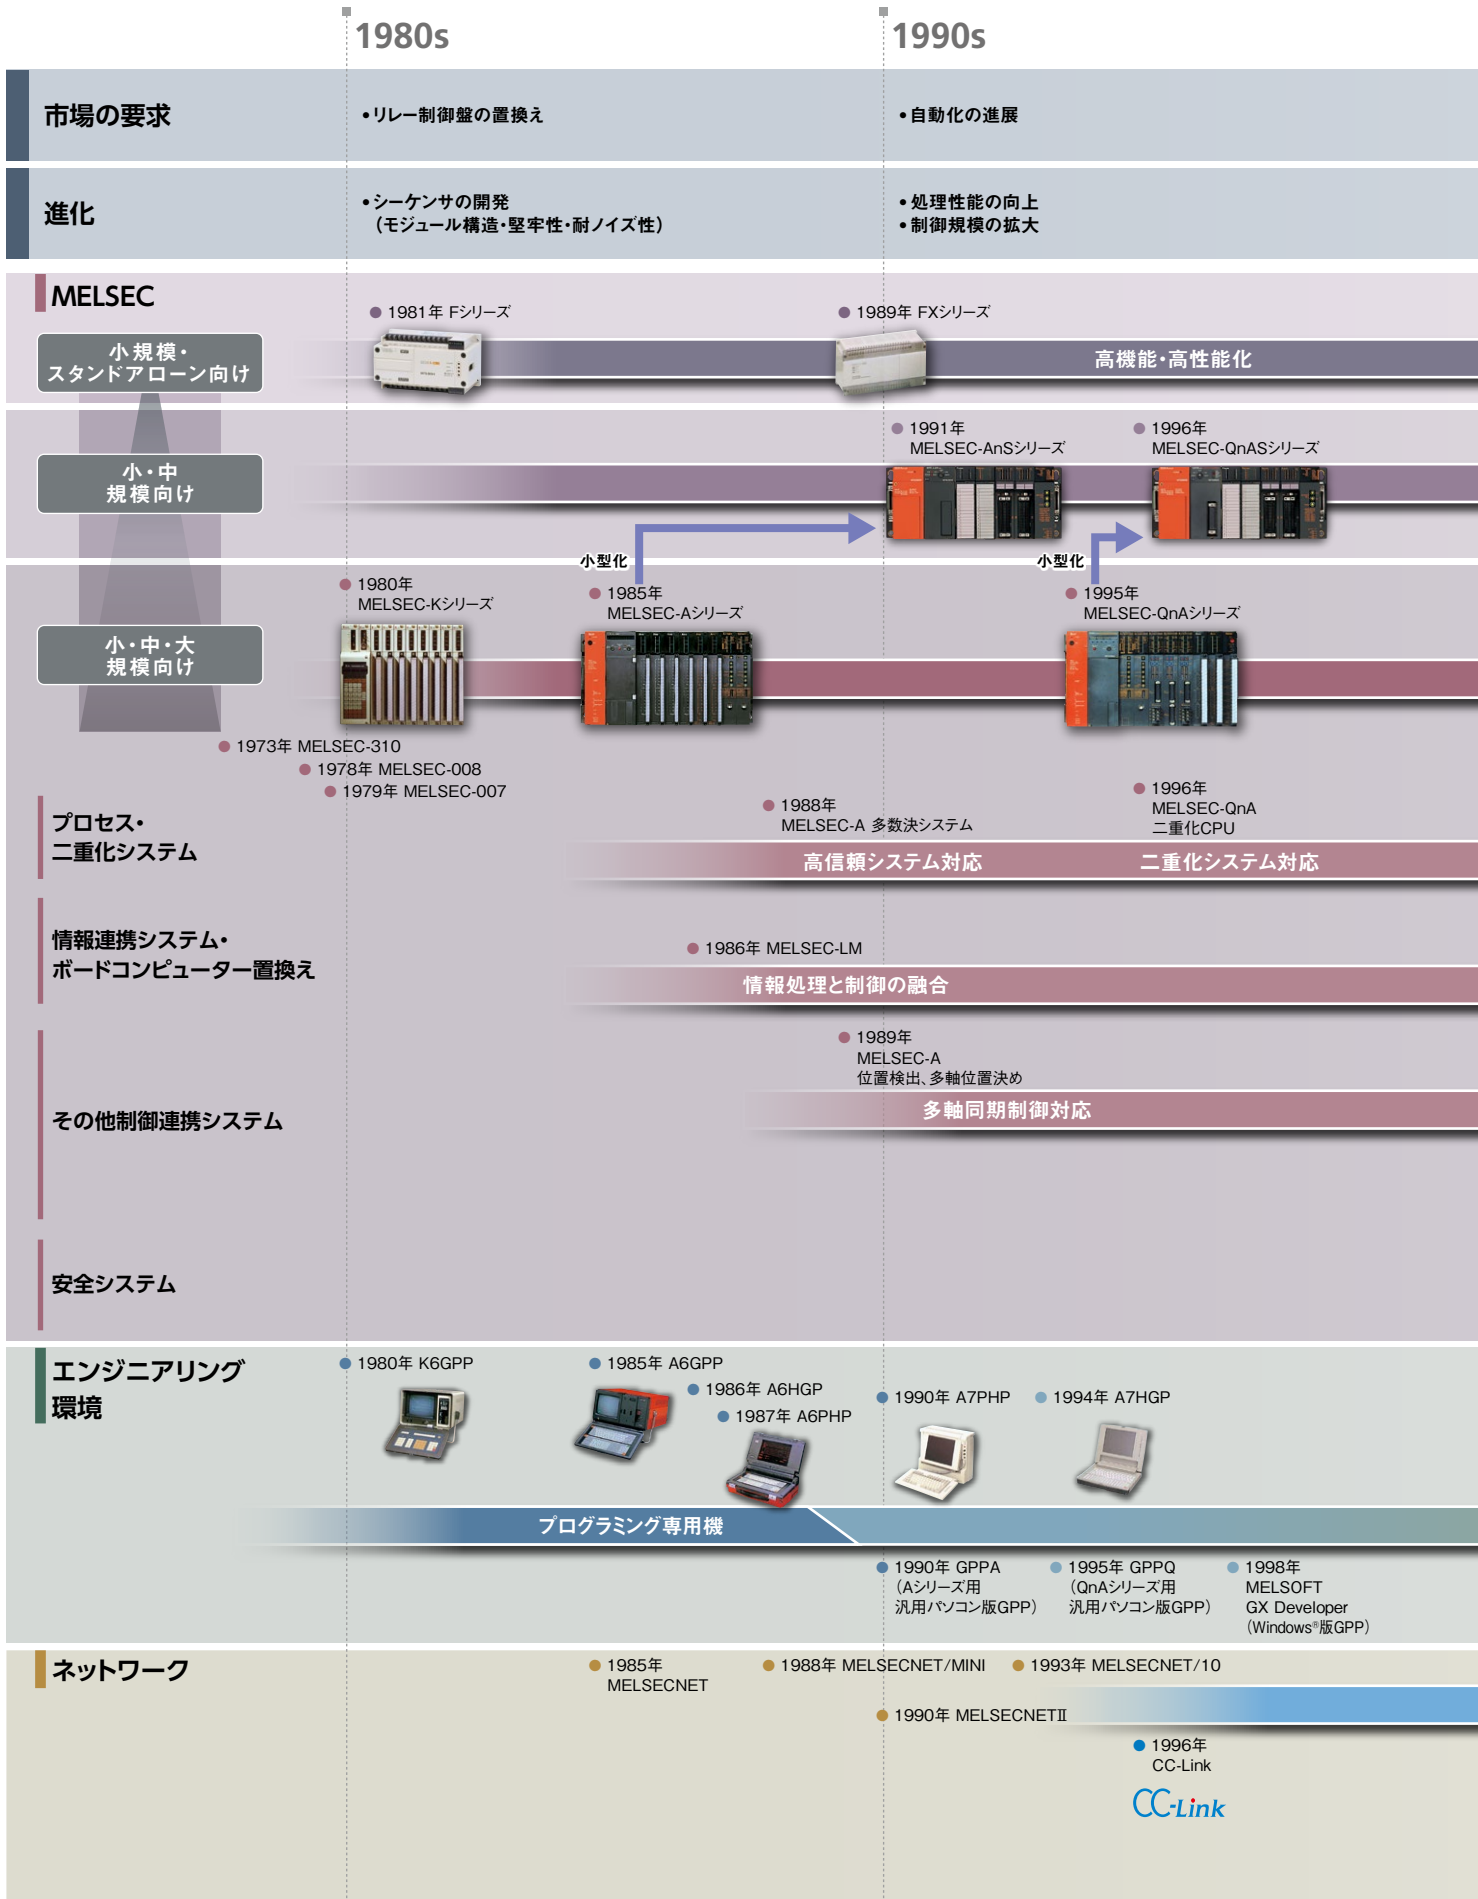 1980s
1990s
市場の要求
•リレー制御盤の置換え
•自動化の進展
進化
•シーケンサの開発
（モジュール構造・堅牢性・耐ノイズ性）
•処理性能の向上
•制御規模の拡大
MELSEC
1981年 Fシリーズ
1989年 FXシリーズ
小規模・
スタンドアローン向け
高機能・高性能化
1991年
MELSEC-AnSシリーズ
1996年
MELSEC-QnASシリーズ
小・中
規模向け
小型化
小型化
1980年
MELSEC-Kシリーズ
1985年
MELSEC-Aシリーズ
1995年
MELSEC-QnAシリーズ
小・中・大
規模向け
1973年 MELSEC-310
1978年 MELSEC-008
1979年 MELSEC-007
プロセス・
二重化システム
1988年
MELSEC-A 多数決システム
1996年
MELSEC-QnA
二重化CPU
高信頼システム対応
二重化システム対応
情報連携システム・
ボードコンピューター置換え
1986年 MELSEC-LM
情報処理と制御の融合
1989年
MELSEC-A
位置検出、多軸位置決め
その他制御連携システム
多軸同期制御対応
安全システム
エンジニアリング
環境
1980年 K6GPP
1985年 A6GPP
1986年 A6HGP
1987年 A6PHP
1990年 A7PHP
1994年 A7HGP
プログラミング専用機
1990年 GPPA
（Aシリーズ用
汎用パソコン版GPP）
1995年 GPPQ
（QnAシリーズ用
汎用パソコン版GPP）
1998年
MELSOFT
GX Developer
（Windows®版GPP）
ネットワーク
1985年
MELSECNET
1988年 MELSECNET/MINI
1993年 MELSECNET/10
1990年 MELSECNETⅡ
1996年
CC-Link
CC-Link